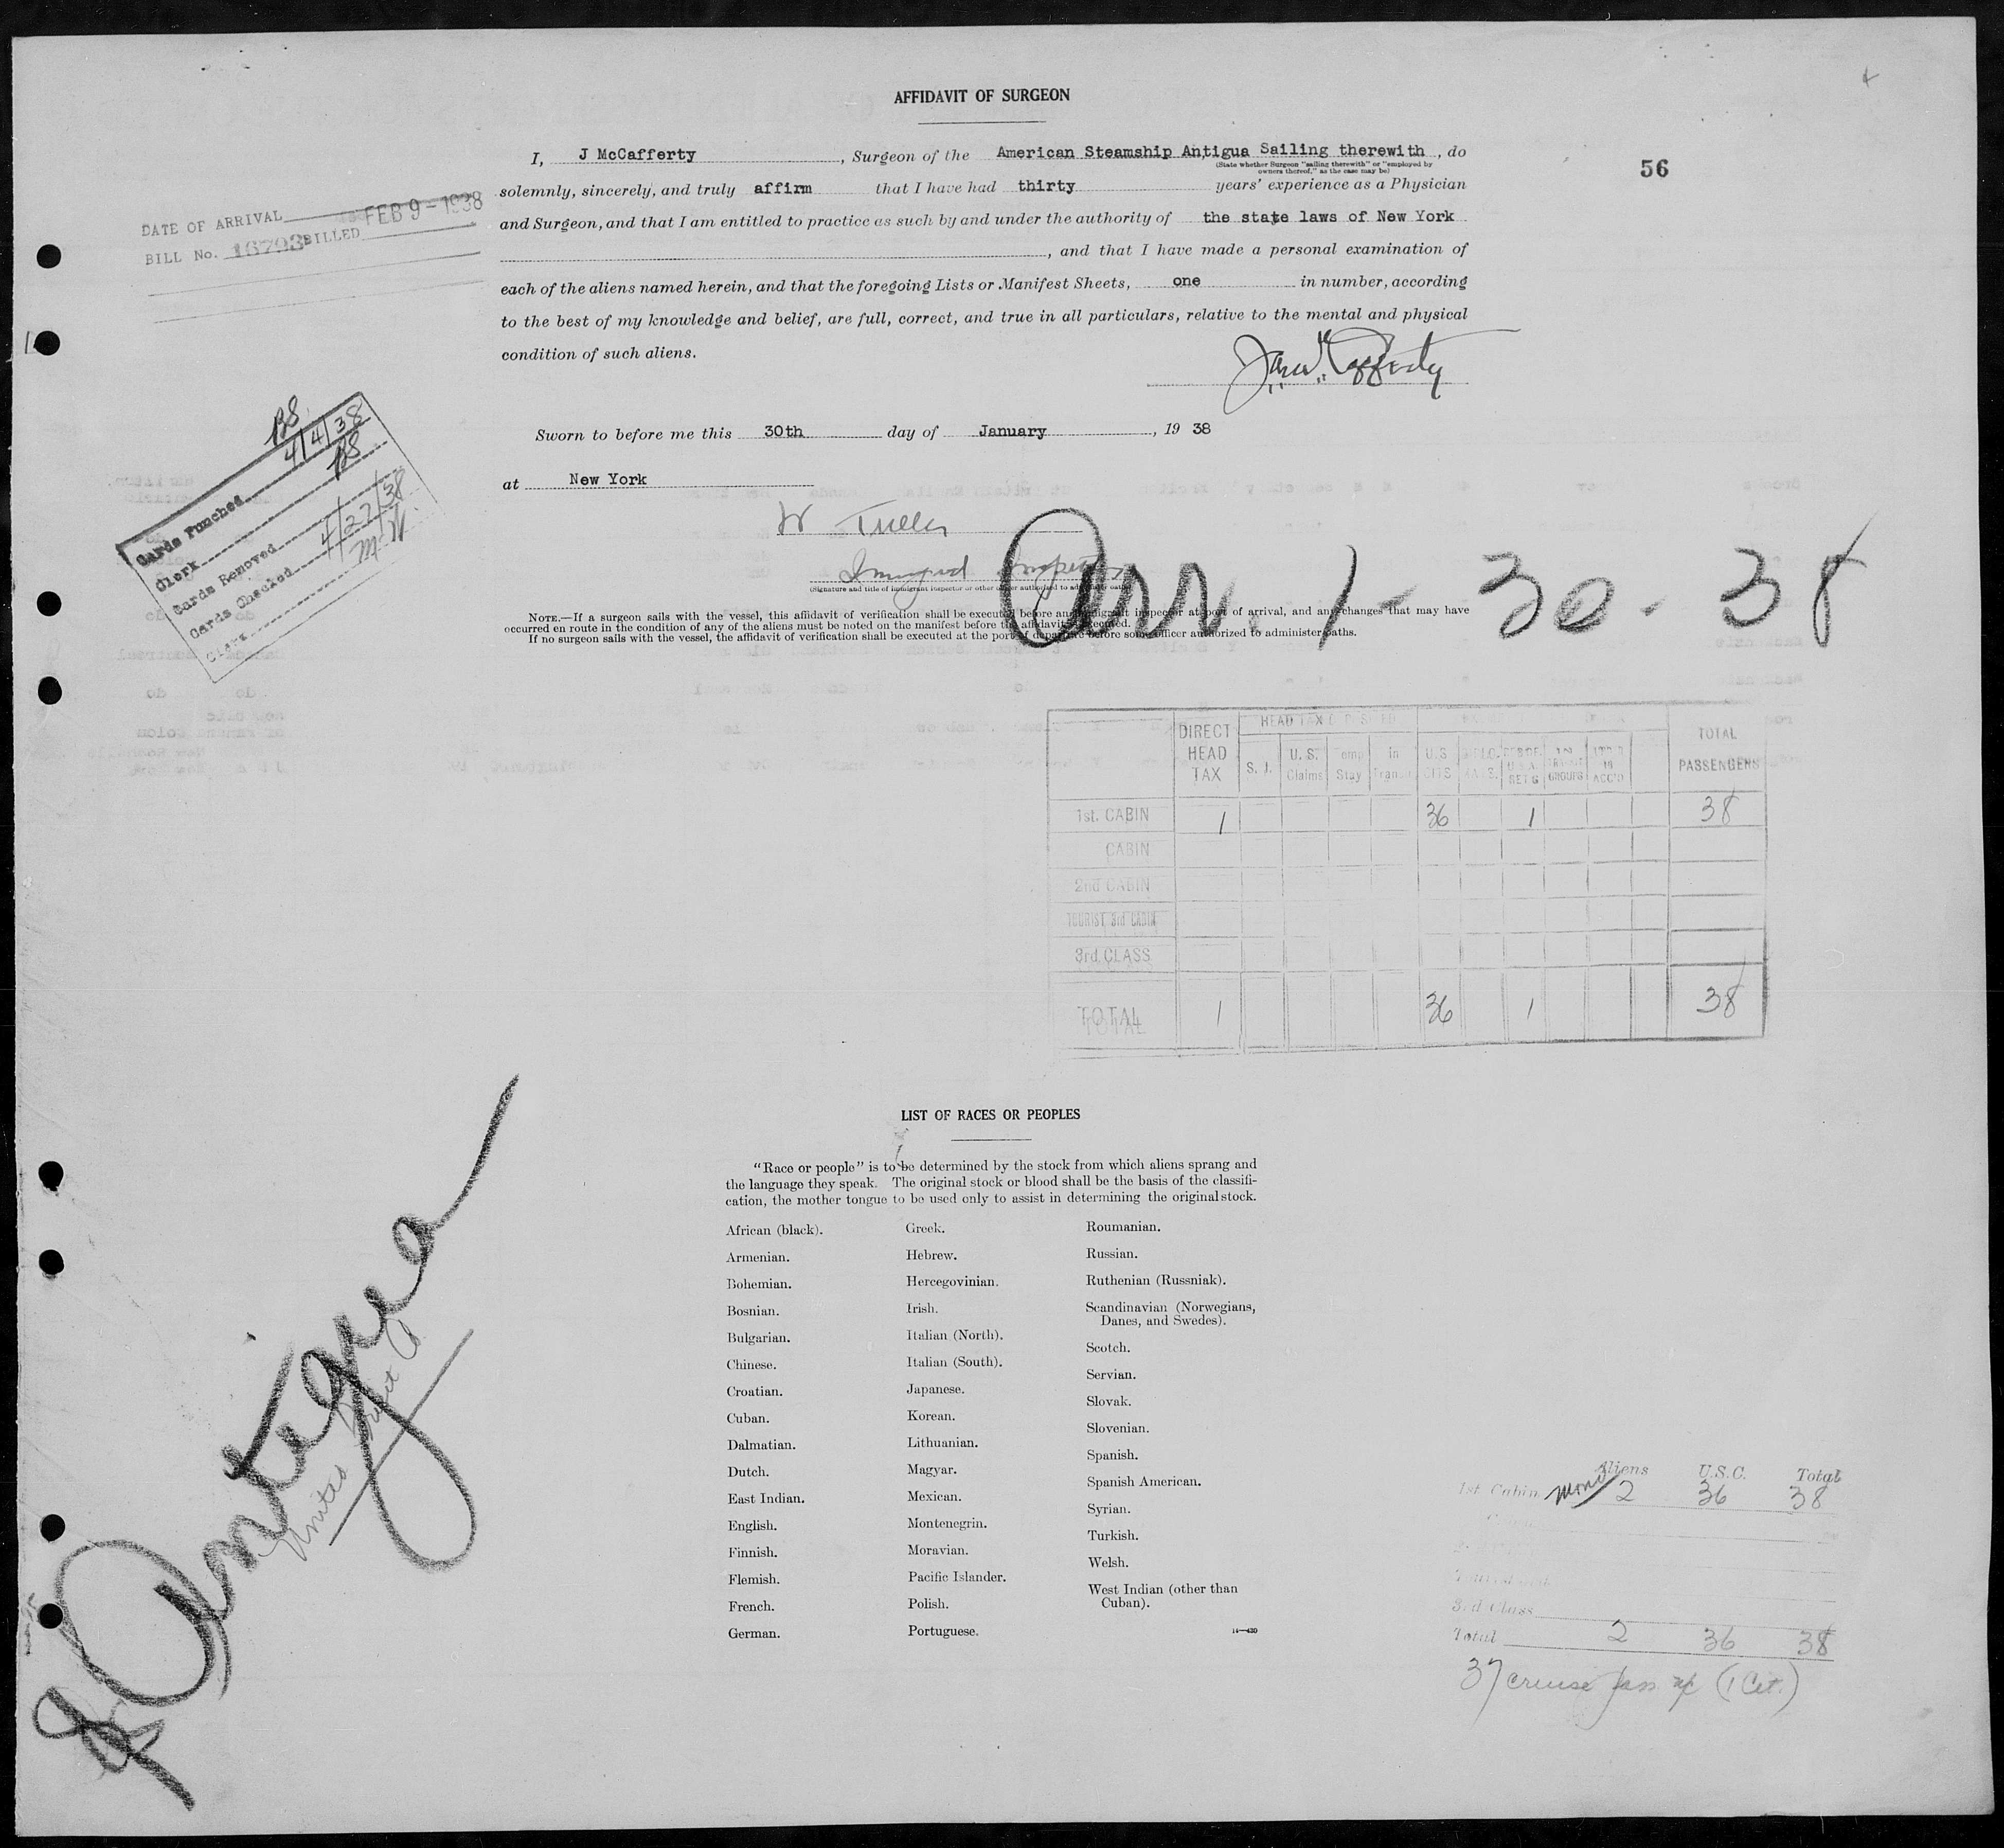 AFFIDAVIT OF SURGEON
56
I, J McCafferty, Surgeon of the American Steamship Antigua Sailing therewith, do
(State whether Surgeon "sailing therewith" or "employed by
owners thereof," as the case may be)
solemnly, sincerely, and truly affirm that I have had thirty years' experience as a Physician
and Surgeon, and that I am entitled to practice as such by and under the authority of the state laws of New York
, and that I have made a personal examination of
each of the aliens named herein, and that the foregoing Lists or Manifest Sheets, one in number, according
to the best of my knowledge and belief, are full, correct, and true in all particulars, relative to the mental and physical
condition of such aliens.
DATE OF ARRIVAL FEB 9-1938
BILL No. 16793 BILLED
Sworn to before me this 30th day of January, 19 38
at New York
W Tuller
(Signature and title of immigrant inspector or other officer authorized to administer oaths)
Arr. 1-30-38
NOTE.—If a surgeon sails with the vessel, this affidavit of verification shall be executed before an immigrant inspector at port of arrival, and any changes that may have
occurred en route in the condition of any of the aliens must be noted on the manifest before the affidavit is executed.
If no surgeon sails with the vessel, the affidavit of verification shall be executed at the port of departure before some officer authorized to administer oaths.
BS
Cards Punched 4/4/38
Clerk BS
Cards Removed
Cards Checked 4/27/38
Clerk M.W.
DIRECT HEAD TAX
S. J.
U. S. Claims
Temp Stay
In Transit
U.S. CITS
TOTAL PASSENGERS
1st. CABIN 1 36 1 38
CABIN
2nd CABIN
TOURIST 3rd CABIN
3rd. CLASS
TOTAL 1 36 1 38
SS Antigua
United Fruit Co
LIST OF RACES OR PEOPLES
"Race or people" is to be determined by the stock from which aliens sprang and
the language they speak. The original stock or blood shall be the basis of the classifi-
cation, the mother tongue to be used only to assist in determining the original stock.
African (black).
Armenian.
Bohemian.
Bosnian.
Bulgarian.
Chinese.
Croatian.
Cuban.
Dalmatian.
Dutch.
East Indian.
English.
Finnish.
Flemish.
French.
German.
Greek.
Hebrew.
Hercegovinian.
Irish.
Italian (North).
Italian (South).
Japanese.
Korean.
Lithuanian.
Magyar.
Mexican.
Montenegrin.
Moravian.
Pacific Islander.
Polish.
Portuguese.
Roumanian.
Russian.
Ruthenian (Russniak).
Scandinavian (Norwegians,
Danes, and Swedes).
Scotch.
Servian.
Slovak.
Slovenian.
Spanish.
Spanish American.
Syrian.
Turkish.
Welsh.
West Indian (other than
Cuban).
14—430
Aliens U.S.C. Total
1st Cabin 2 36 38
3rd Class
Total 2 36 38
37 cruise pass (1 Cit.)